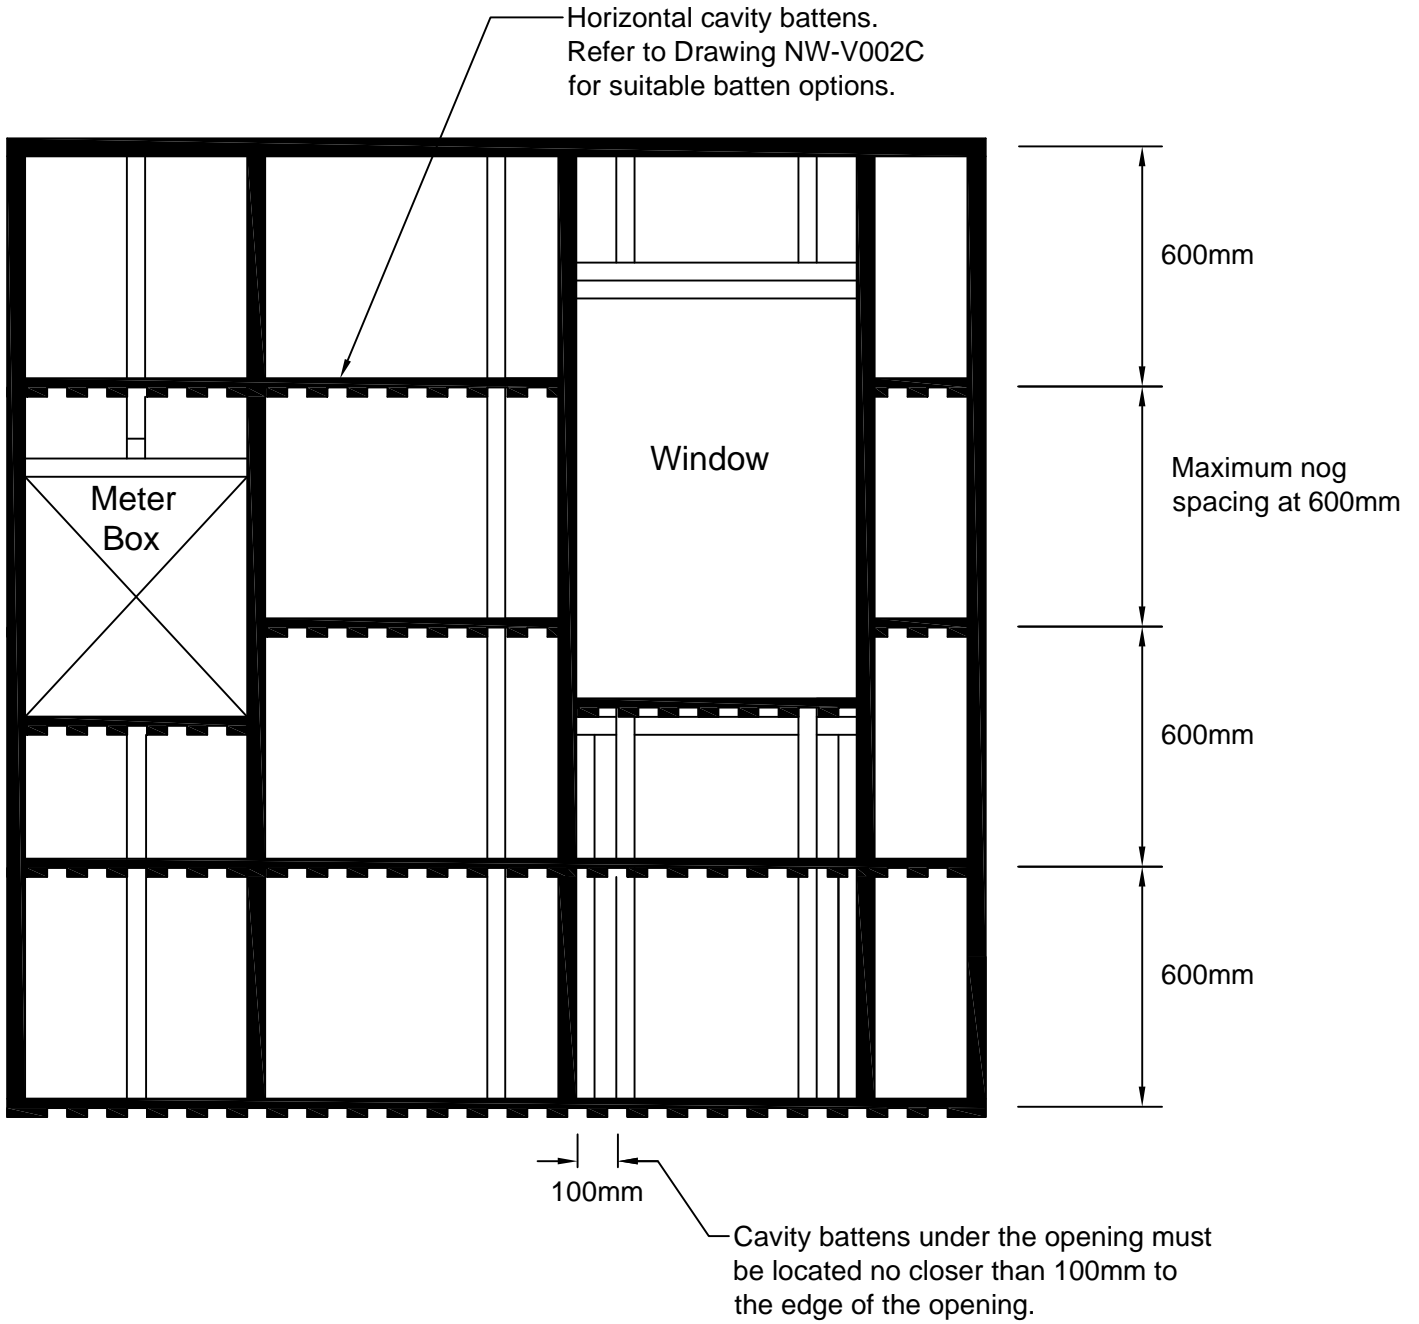 Horizontal cavity battens.
Refer to Drawing NW-V002C
for suitable batten options.
600mm
Window
Maximum nog
spacing at 600mm
Meter
Box
600mm
600mm
100mm
Cavity battens under the opening must
be located no closer than 100mm to
the edge of the opening.